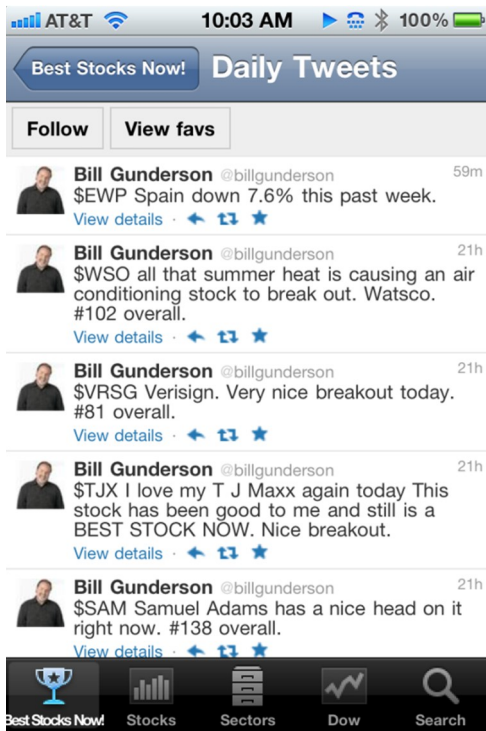 AT&T 10:03 AM 100%
Best Stocks Now! Daily Tweets
Follow View favs
Bill Gunderson @billgunderson 59m
$EWP Spain down 7.6% this past week.
View details ·
Bill Gunderson @billgunderson 21h
$WSO all that summer heat is causing an air
conditioning stock to break out. Watsco.
#102 overall.
View details ·
Bill Gunderson @billgunderson 21h
$VRSG Verisign. Very nice breakout today.
#81 overall.
View details ·
Bill Gunderson @billgunderson 21h
$TJX I love my T J Maxx again today This
stock has been good to me and still is a
BEST STOCK NOW. Nice breakout.
View details ·
Bill Gunderson @billgunderson 21h
$SAM Samuel Adams has a nice head on it
right now. #138 overall.
View details ·
Best Stocks Now! Stocks Sectors Dow Search